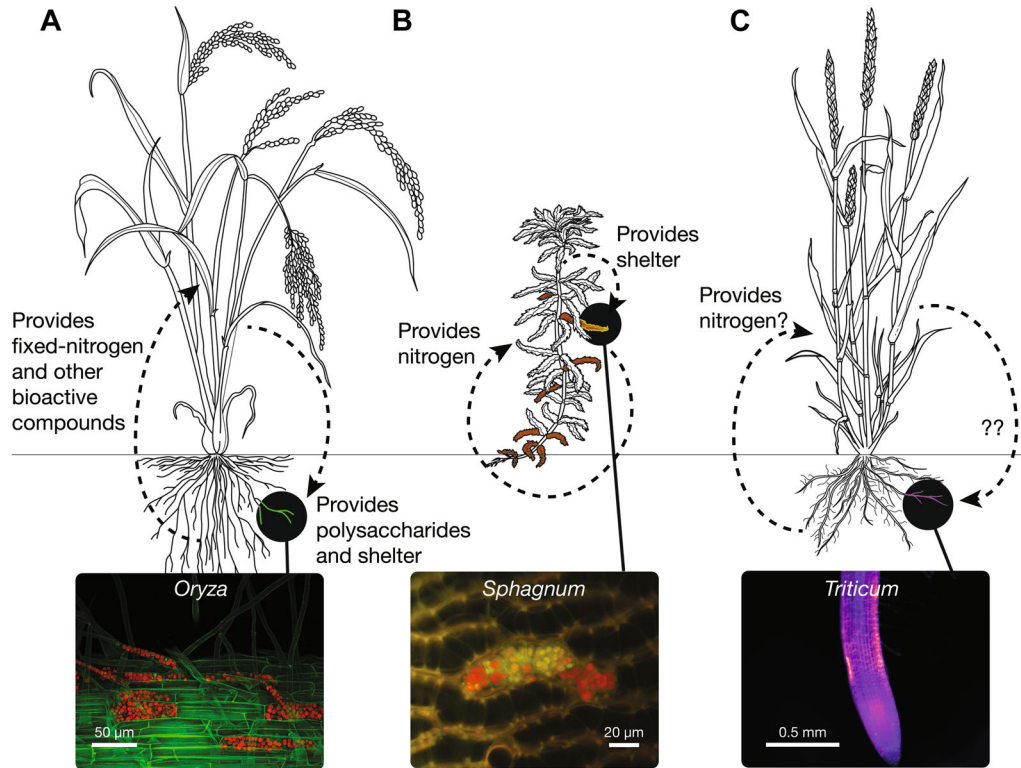 A
Provides
fixed-nitrogen
and other
bioactive
compounds
Provides
polysaccharides
and shelter
Oryza
50 µm
B
Provides
shelter
Provides
nitrogen
Sphagnum
20 µm
C
Provides
nitrogen?
??
Triticum
0.5 mm